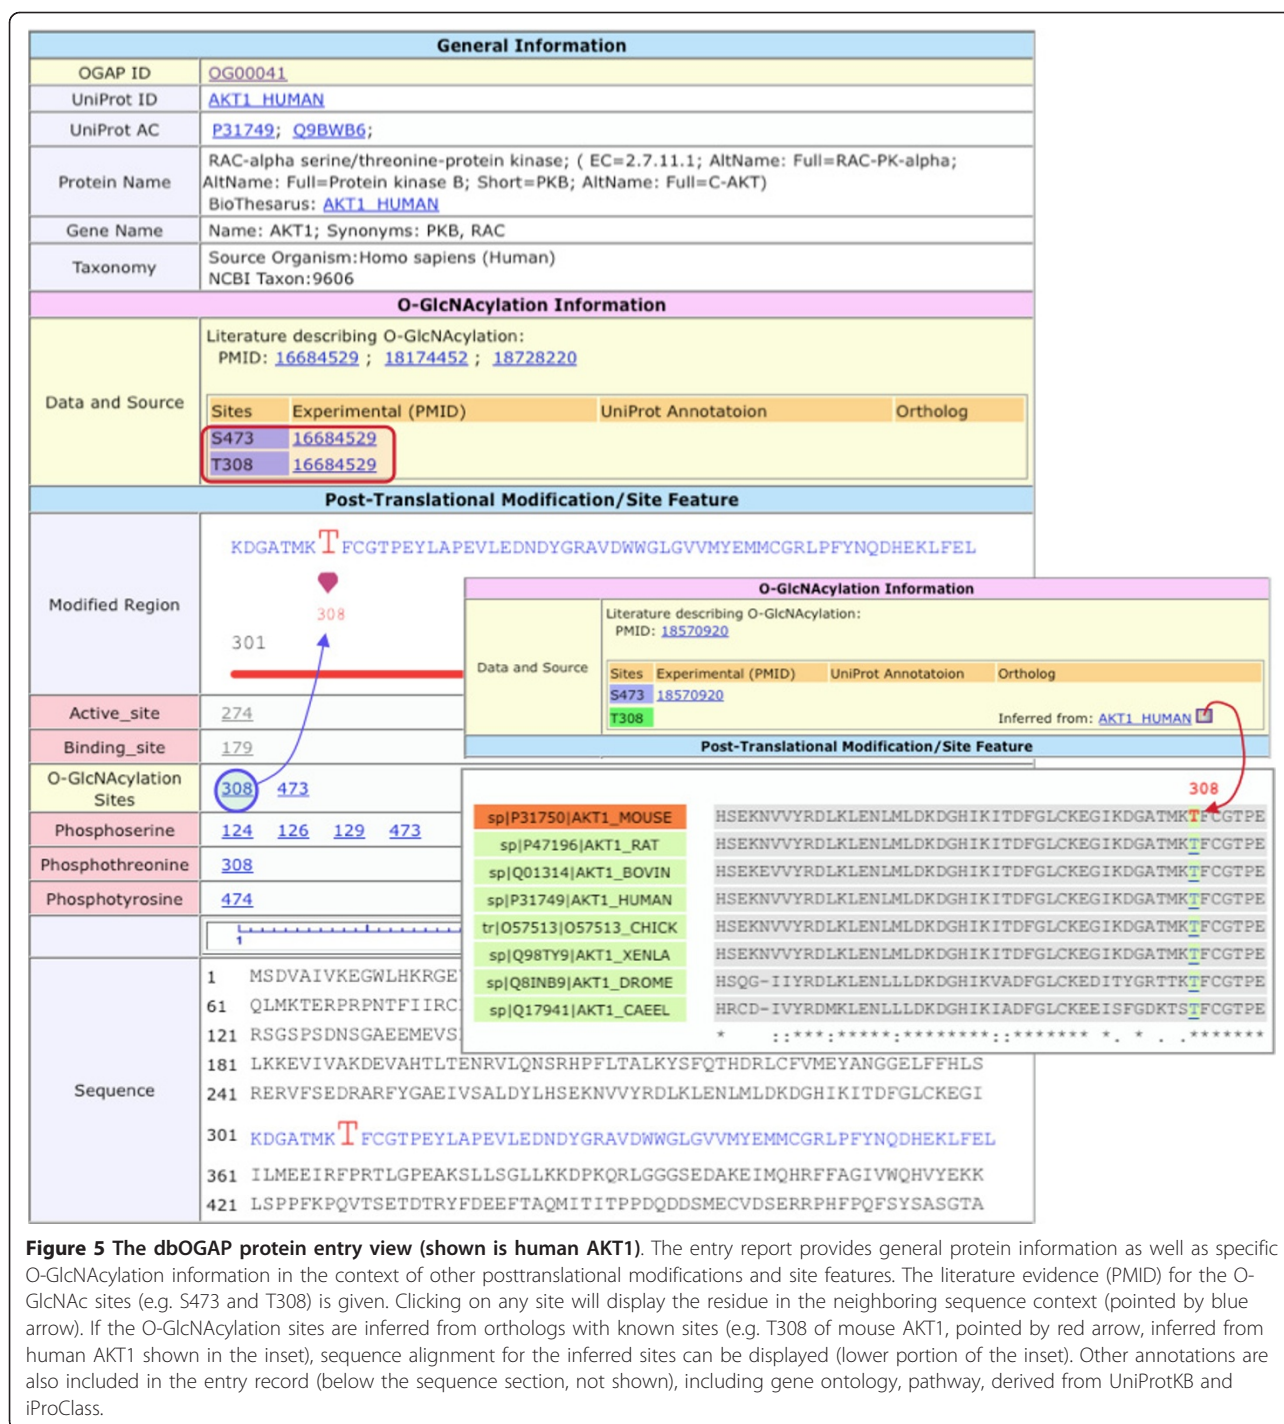 General Information
OGAP ID OG00041
UniProt ID AKT1_HUMAN
UniProt AC P31749; Q9BWB6;
Protein Name
RAC-alpha serine/threonine-protein kinase; ( EC=2.7.11.1; AltName: Full=RAC-PK-alpha;
AltName: Full=Protein kinase B; Short=PKB; AltName: Full=C-AKT)
BioThesarus: AKT1_HUMAN
Gene Name Name: AKT1; Synonyms: PKB, RAC
Taxonomy
Source Organism:Homo sapiens (Human)
NCBI Taxon:9606
O-GlcNAcylation Information
Data and Source
Literature describing O-GlcNAcylation:
PMID: 16684529 ; 18174452 ; 18728220
Sites Experimental (PMID) UniProt Annotatoion Ortholog
S473 16684529
T308 16684529
Post-Translational Modification/Site Feature
Modified Region
KDGATMKTFCGTPEYLAPEVLEDNDYGRAVDWWGLGVVMYEMMCGRLPFYNQDHEKLFEL
308
301
Active_site 274
Binding_site 179
O-GlcNAcylation
Sites
308 473
Phosphoserine 124 126 129 473
Phosphothreonine 308
Phosphotyrosine 474
1
Sequence
1 MSDVAIVKEGWLHKRGE
61 QLMKTERPRPNTFIIRC
121 RSGSPSDNSGAEEMEVS
181 LKKEVIVAKDEVAHTLTENRVLQNSRHPFLTALKYSFQTHDRLCFVMEYANGGELFFHLS
241 RERVFSEDRARFYGAEIVSALDYLHSEKNVVYRDLKLENLMLDKDGHIKITDFGLCKEGI
301 KDGATMKTFCGTPEYLAPEVLEDNDYGRAVDWWGLGVVMYEMMCGRLPFYNQDHEKLFEL
361 ILMEEIRFPRTLGPEAKSLLSGLLKKDPKQRLGGGSEDAKEIMQHRFFAGIVWQHVYEKK
421 LSPPFKPQVTSETDTRYFDEEFTAQMITITPPDQDDSMECVDSERRPHFPQFSYSASGTA
O-GlcNAcylation Information
Data and Source
Literature describing O-GlcNAcylation:
PMID: 18570920
Sites Experimental (PMID) UniProt Annotatoion Ortholog
S473 18570920
T308 Inferred from: AKT1_HUMAN
Post-Translational Modification/Site Feature
308
sp|P31750|AKT1_MOUSE HSEKNVVYRDLKLENLMLDKDGHIKITDFGLCKEGIKDGATMKTFCGTPE
sp|P47196|AKT1_RAT HSEKNVVYRDLKLENLMLDKDGHIKITDFGLCKEGIKDGATMKTFCGTPE
sp|Q01314|AKT1_BOVIN HSEKEVVYRDLKLENLMLDKDGHIKITDFGLCKEGIKDGATMKTFCGTPE
sp|P31749|AKT1_HUMAN HSEKNVVYRDLKLENLMLDKDGHIKITDFGLCKEGIKDGATMKTFCGTPE
tr|O57513|O57513_CHICK HSEKNVVYRDLKLENLMLDKDGHIKITDFGLCKEGIKDGATMKTFCGTPE
sp|Q98TY9|AKT1_XENLA HSEKNVVYRDLKLENLMLDKDGHIKITDFGLCKEGIKDGATMKTFCGTPE
sp|Q8INB9|AKT1_DROME HSQG-IIYRDLKLENLLLDKDGHIKVADFGLCKEDITYGRTTKTFCGTPE
sp|Q17941|AKT1_CAEEL HRCD-IVYRDMKLENLLLDKDGHIKIADFGLCKEEISFGDKTSTFCGTPE
* ::***:*****:********::******* *. * . .*******
Figure 5 The dbOGAP protein entry view (shown is human AKT1). The entry report provides general protein information as well as specific
O-GlcNAcylation information in the context of other posttranslational modifications and site features. The literature evidence (PMID) for the O-
GlcNAc sites (e.g. S473 and T308) is given. Clicking on any site will display the residue in the neighboring sequence context (pointed by blue
arrow). If the O-GlcNAcylation sites are inferred from orthologs with known sites (e.g. T308 of mouse AKT1, pointed by red arrow, inferred from
human AKT1 shown in the inset), sequence alignment for the inferred sites can be displayed (lower portion of the inset). Other annotations are
also included in the entry record (below the sequence section, not shown), including gene ontology, pathway, derived from UniProtKB and
iProClass.